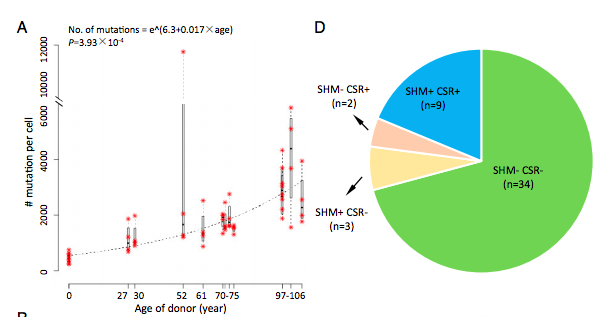 A
No. of mutations = e^(6.3+0.017×age)
P=3.93×10⁻⁴
# mutation per cell
12000
10000
6000
4000
2000
0
0 27 30 52 61 70-75 97-106
Age of donor (year)
D
SHM- CSR+
(n=2)
SHM+ CSR+
(n=9)
SHM- CSR-
(n=34)
SHM+ CSR-
(n=3)